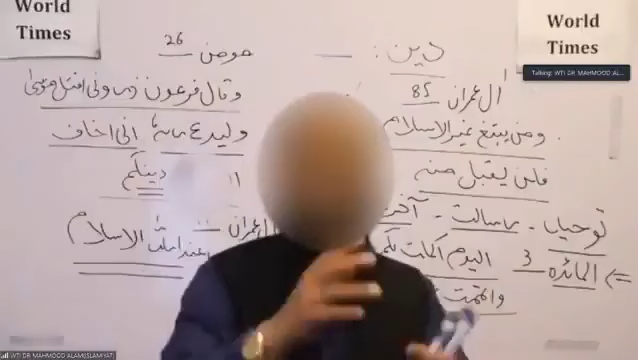 World
Times
World
Times
Talking: WTI DR MAHMOOD AL...
دین :
آل عمران 85
ومن یبتغ غیر الاسلام
فلن یقبل منہ
توحید - رسالت - آخر
المائدہ 3 الیوم اکملت لکم
واتممت
مومن 26
وقال فرعون ذرونی اقتل موسیٰ
ولیدع ربہ انی اخاف
دینکم
آل عمران
عند اللہ الاسلام
WTI DR MAHMOOD ALAM(ISLAMYAT)